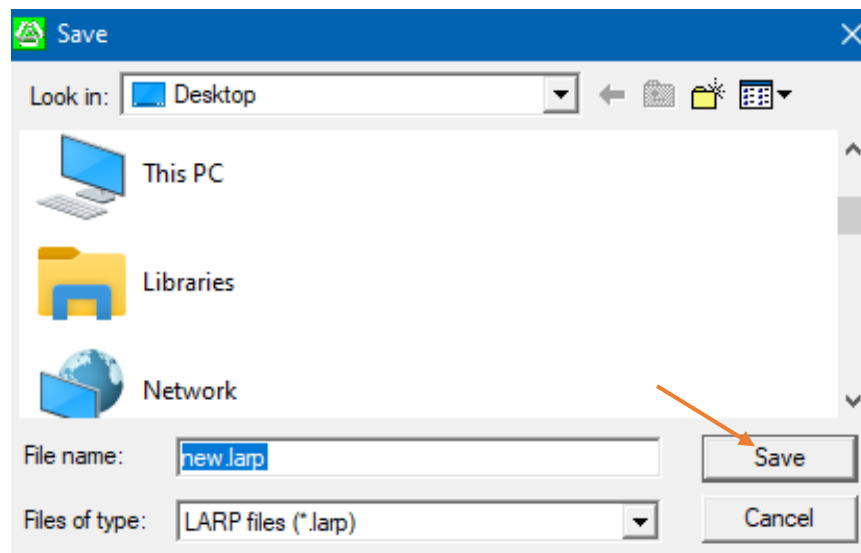 Save
Look in: Desktop
This PC
Libraries
Network
File name: new.larp Save
Files of type: LARP files (*.larp) Cancel